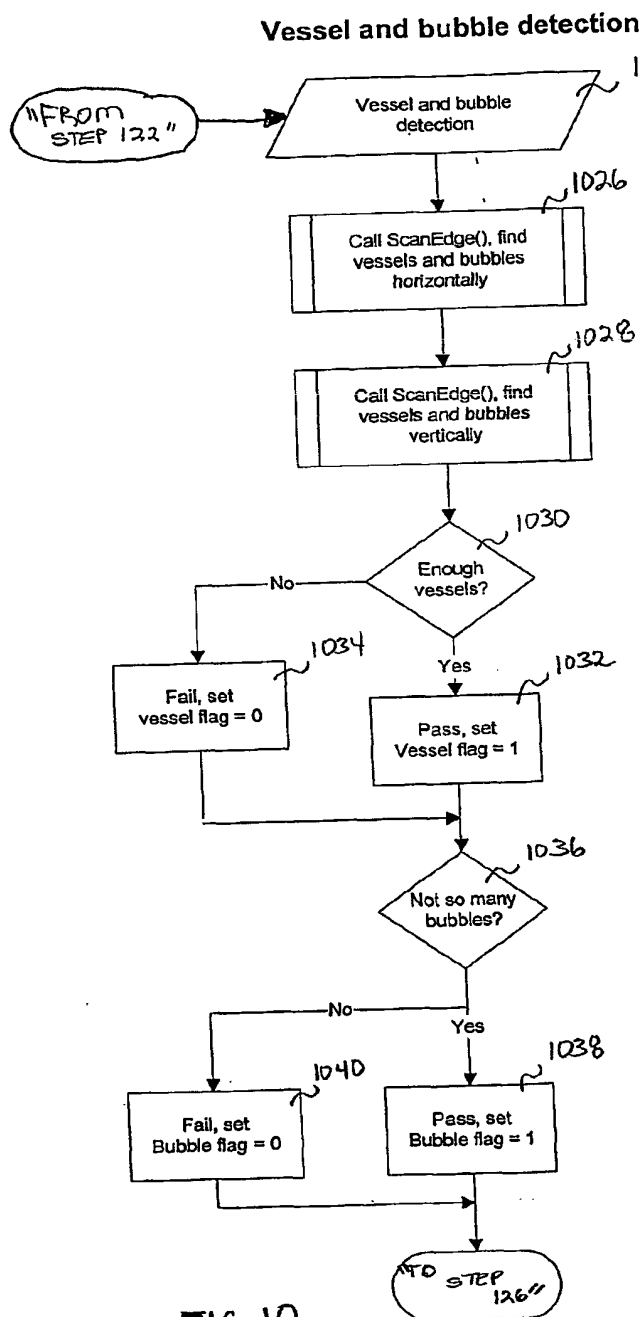 Vessel and bubble detection
"FROM
STEP 122"
Vessel and bubble
detection
1
1026
Call ScanEdge(), find
vessels and bubbles
horizontally
1028
Call ScanEdge(), find
vessels and bubbles
vertically
1030
Enough
vessels?
No
Yes
1034
Fail, set
vessel flag = 0
1032
Pass, set
Vessel flag = 1
1036
Not so many
bubbles?
No
Yes
1040
Fail, set
Bubble flag = 0
1038
Pass, set
Bubble flag = 1
"TO STEP
126"